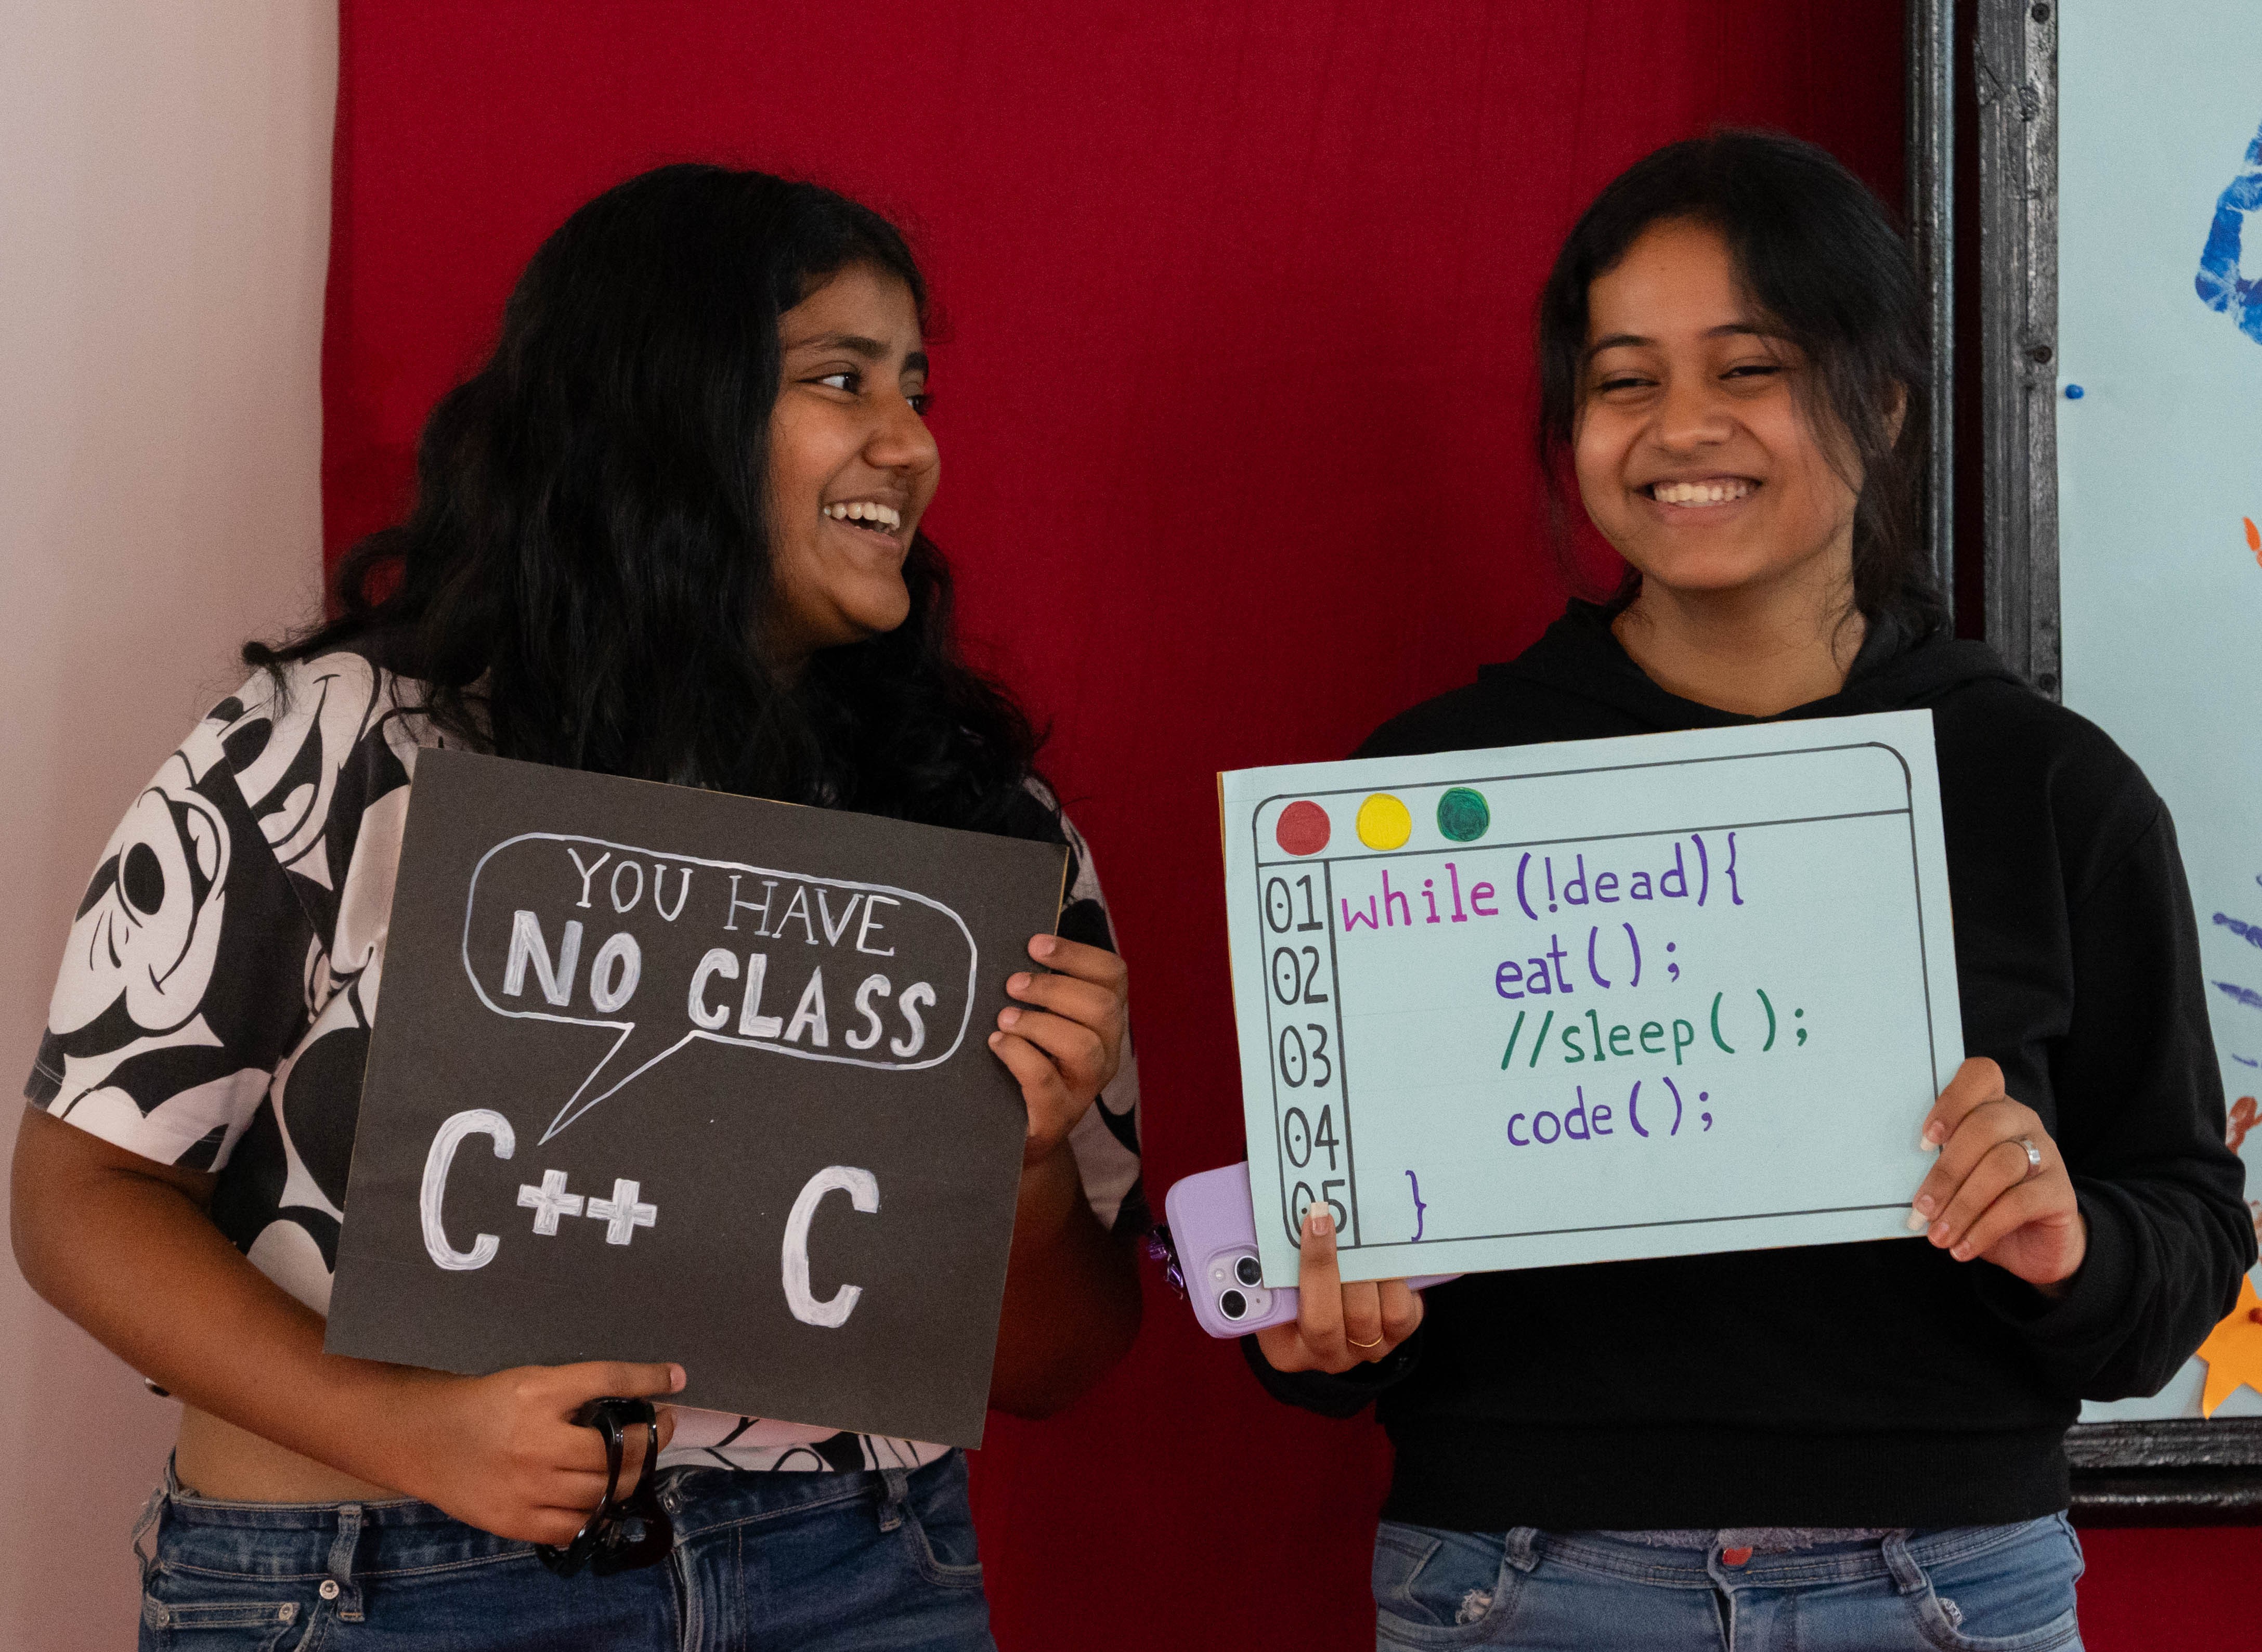 YOU HAVE
NO CLASS
C++ C
01 while(!dead){
02 eat();
03 //sleep();
04 code();
05 }